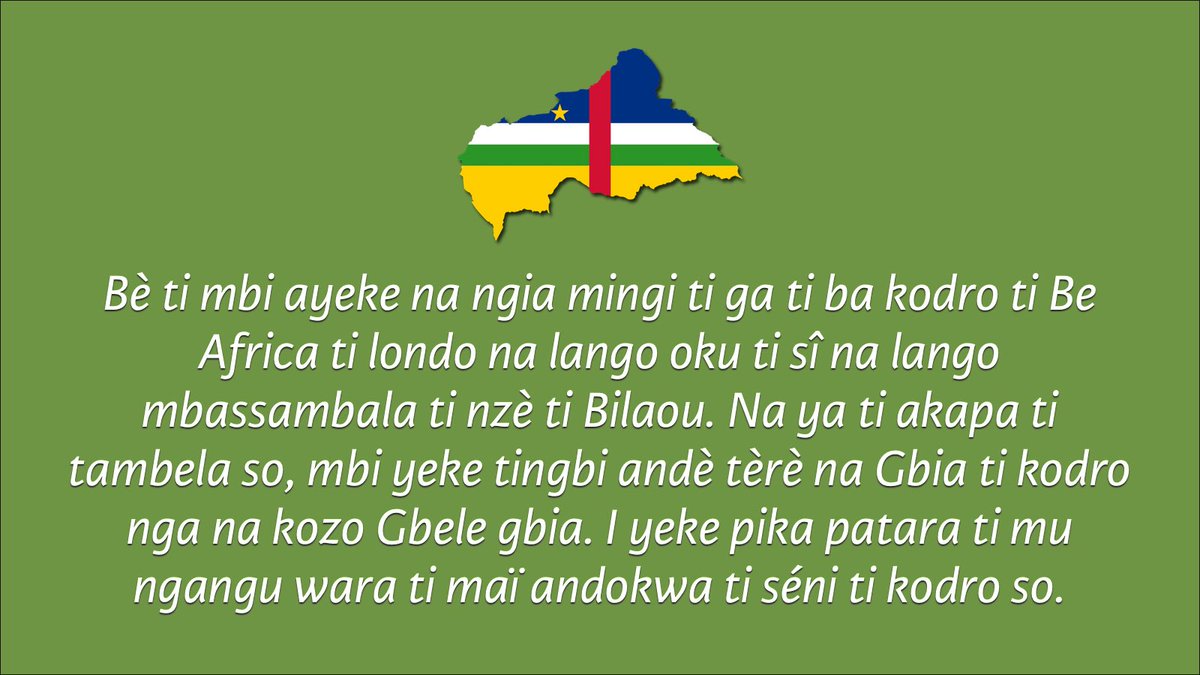 Bè ti mbi ayeke na ngia mingi ti ga ti ba kodro ti Be
Africa ti londo na lango oku ti sî na lango
mbassambala ti nzè ti Bilaou. Na ya ti akapa ti
tambela so, mbi yeke tingbi andè tèrè na Gbia ti kodro
nga na kozo Gbele gbia. I yeke pika patara ti mu
ngangu wara ti maï andokwa ti séni ti kodro so.